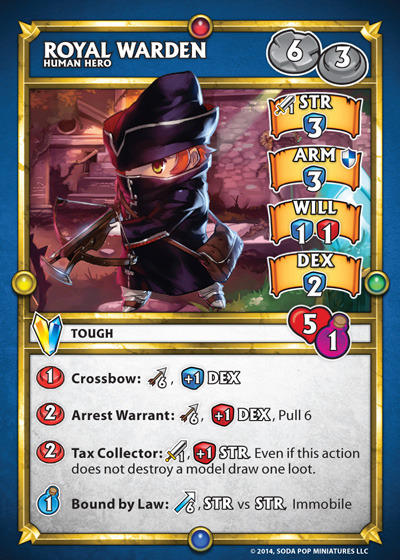 ROYAL WARDEN
HUMAN HERO
6 3
STR
3
ARM
3
WILL
1 1
DEX
2
5
1
TOUGH
1 Crossbow: 6, +1 DEX
2 Arrest Warrant: 6, +1 DEX, Pull 6
2 Tax Collector: 1, +1 STR. Even if this action
does not destroy a model draw one loot.
1 Bound by Law: 6, STR vs STR, Immobile
© 2014, SODA POP MINIATURES LLC